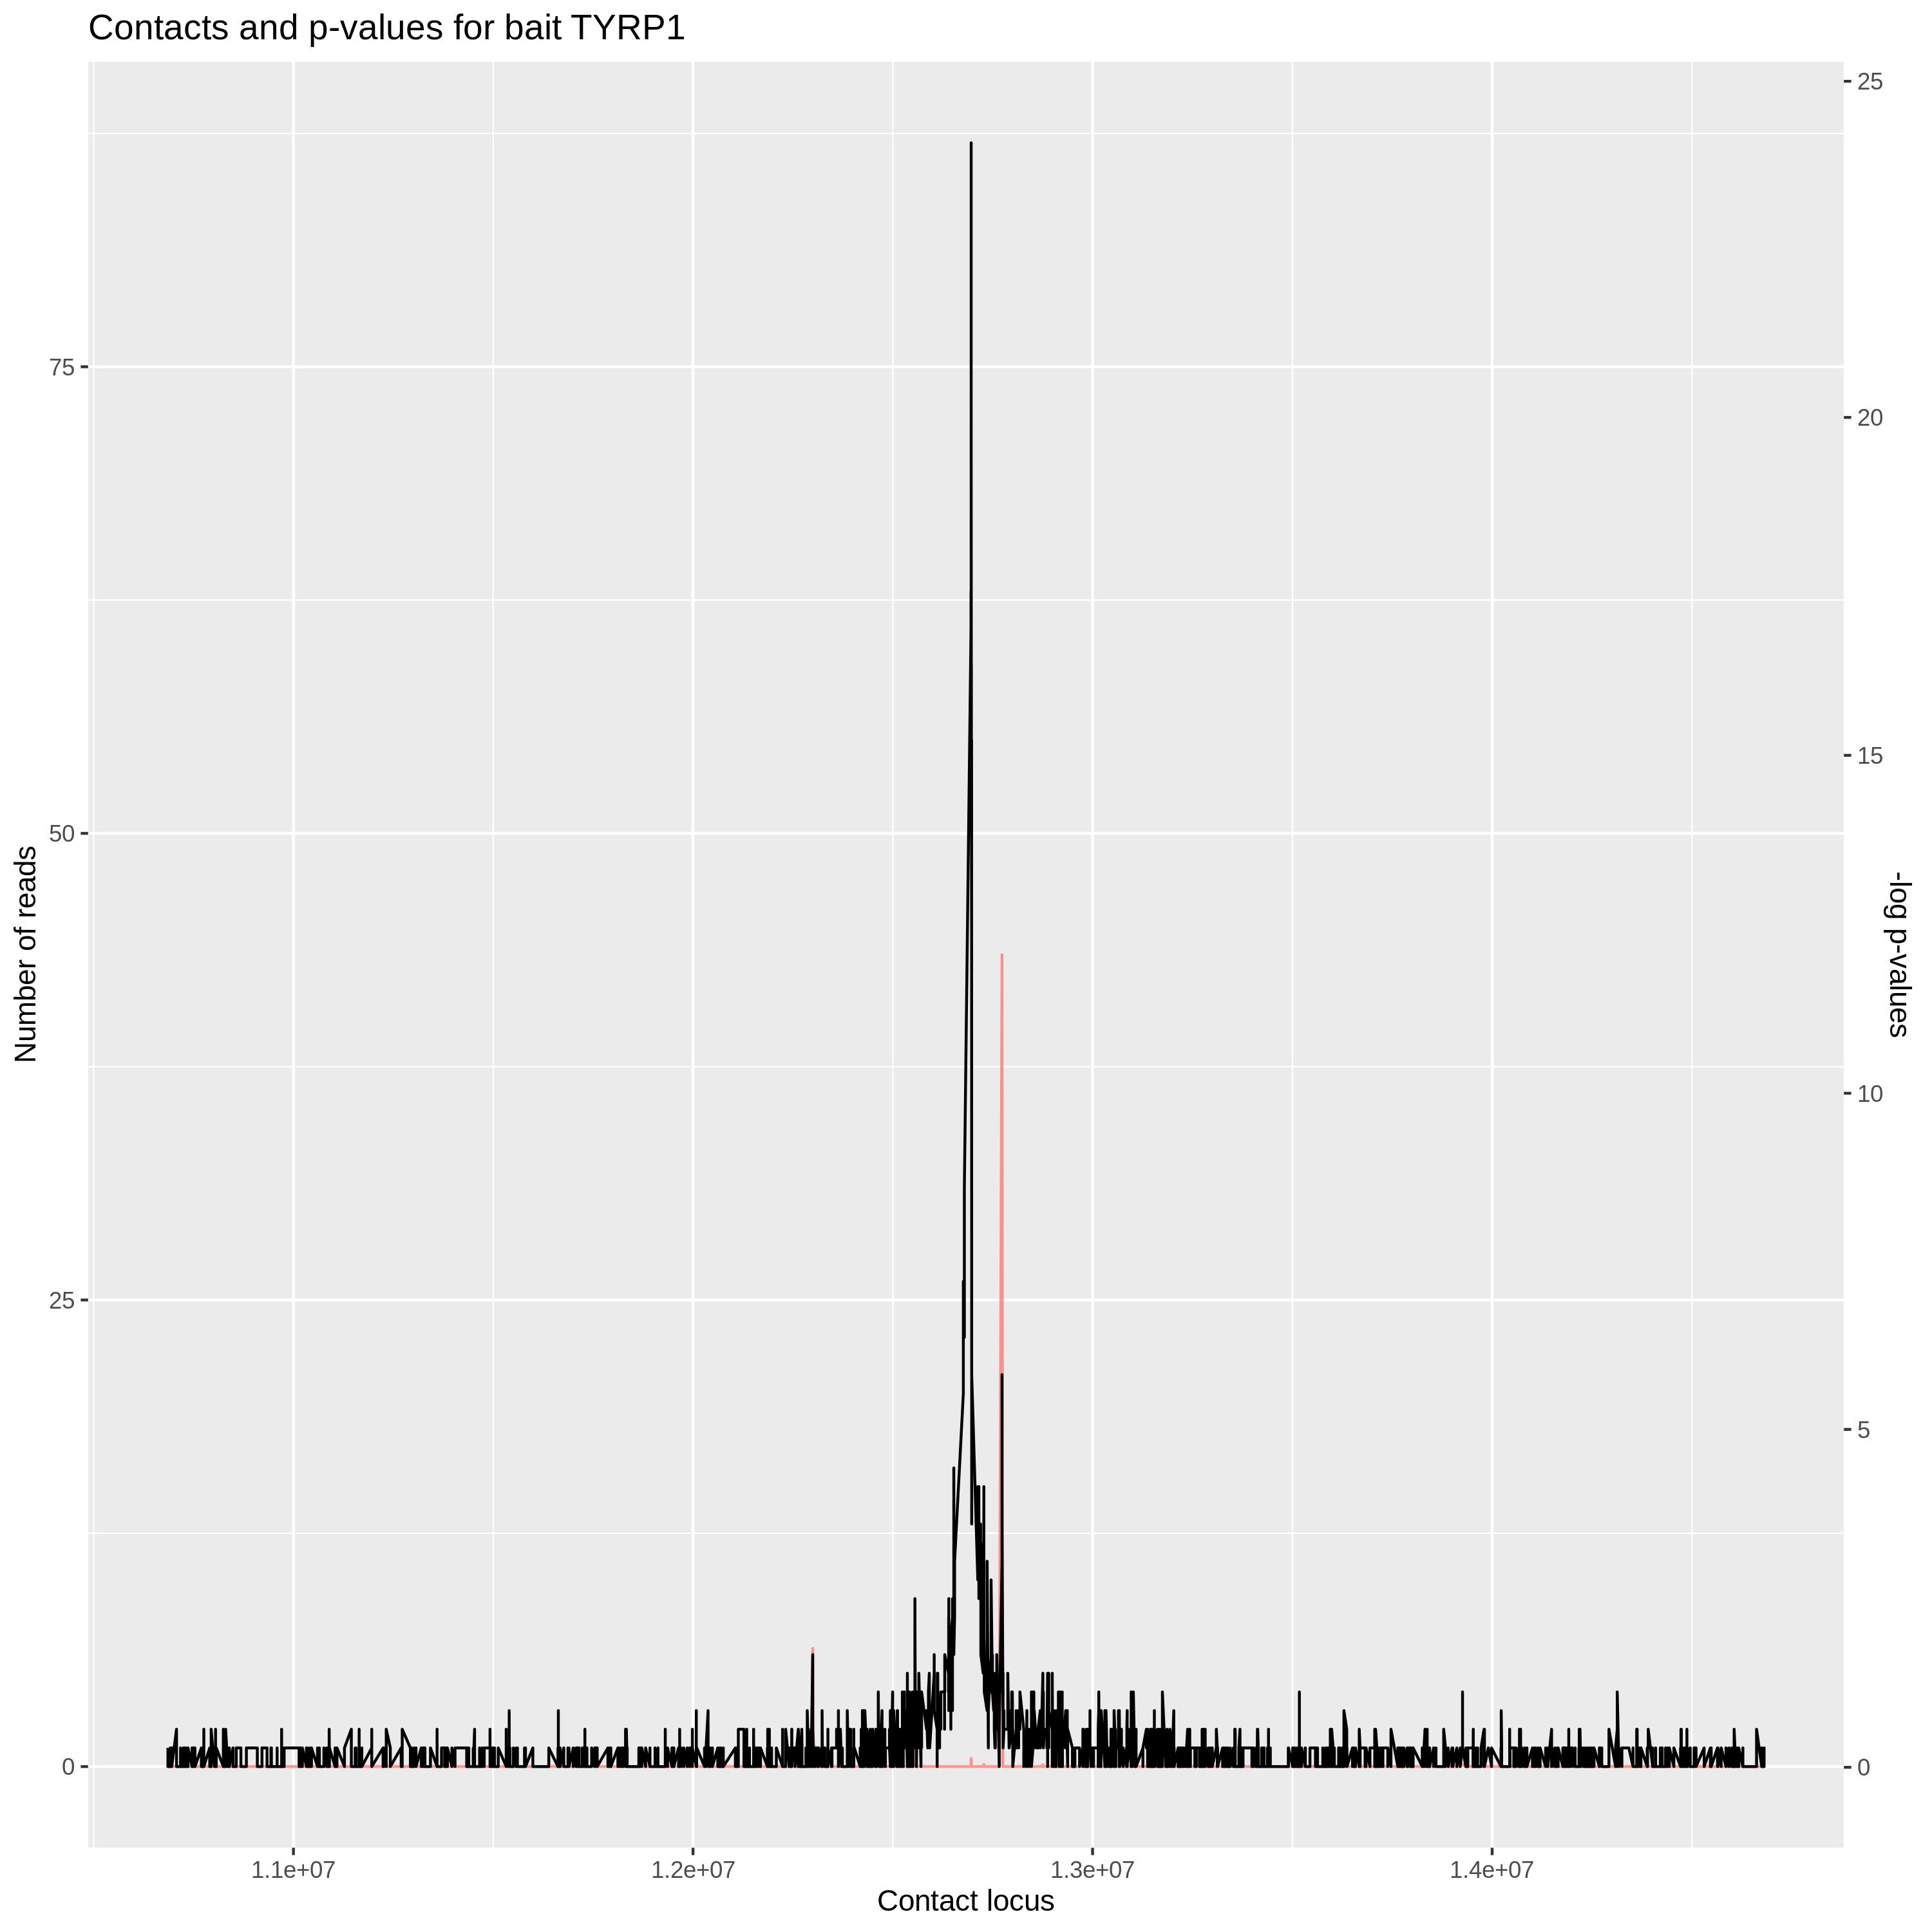 Contacts and p-values for bait TYRP1
25
20
15
10
5
0
75
50
25
0
Number of reads
-log p-values
1.1e+07 1.2e+07 1.3e+07 1.4e+07
Contact locus